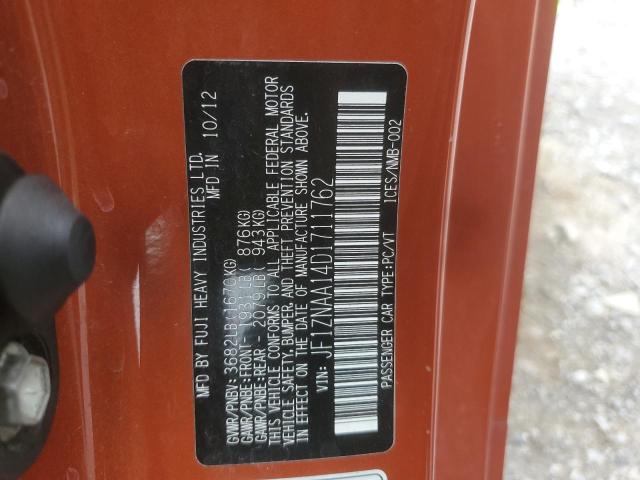 MFD BY FUJI HEAVY INDUSTRIES LTD.
MFD IN 10/12
GVWR/PNBV: 3682LB(1670KG)
GAWR/PNBE:FRONT- 1931LB( 876KG)
GAWR/PNBE:REAR - 2079LB( 943KG)
THIS VEHICLE CONFORMS TO ALL APPLICABLE FEDERAL MOTOR
VEHICLE SAFETY, BUMPER, AND THEFT PREVENTION STANDARDS
IN EFFECT ON THE DATE OF MANUFACTURE SHOWN ABOVE.
VIN: JF1ZNAA14D1711762
PASSENGER CAR TYPE:PC/VT ICES/NMB-002